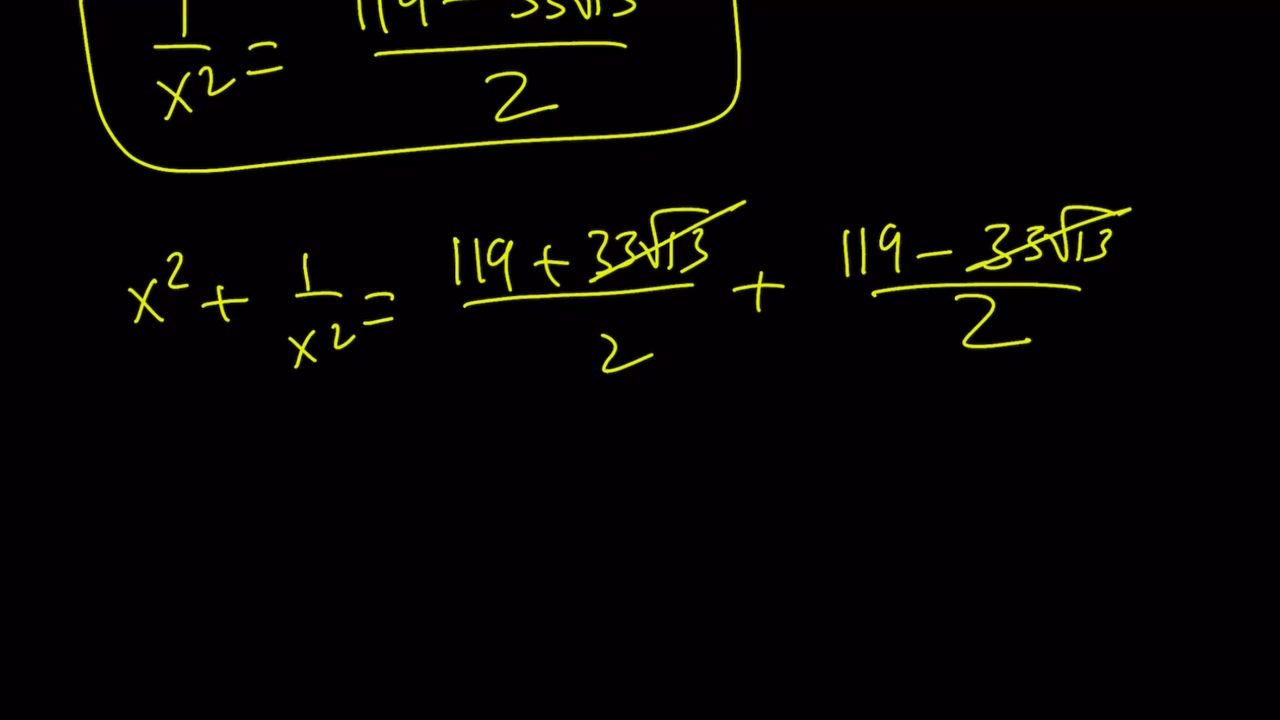 1/x² = (119 - 33√13)/2
x² + 1/x² = (119 + 33√13)/2 + (119 - 33√13)/2